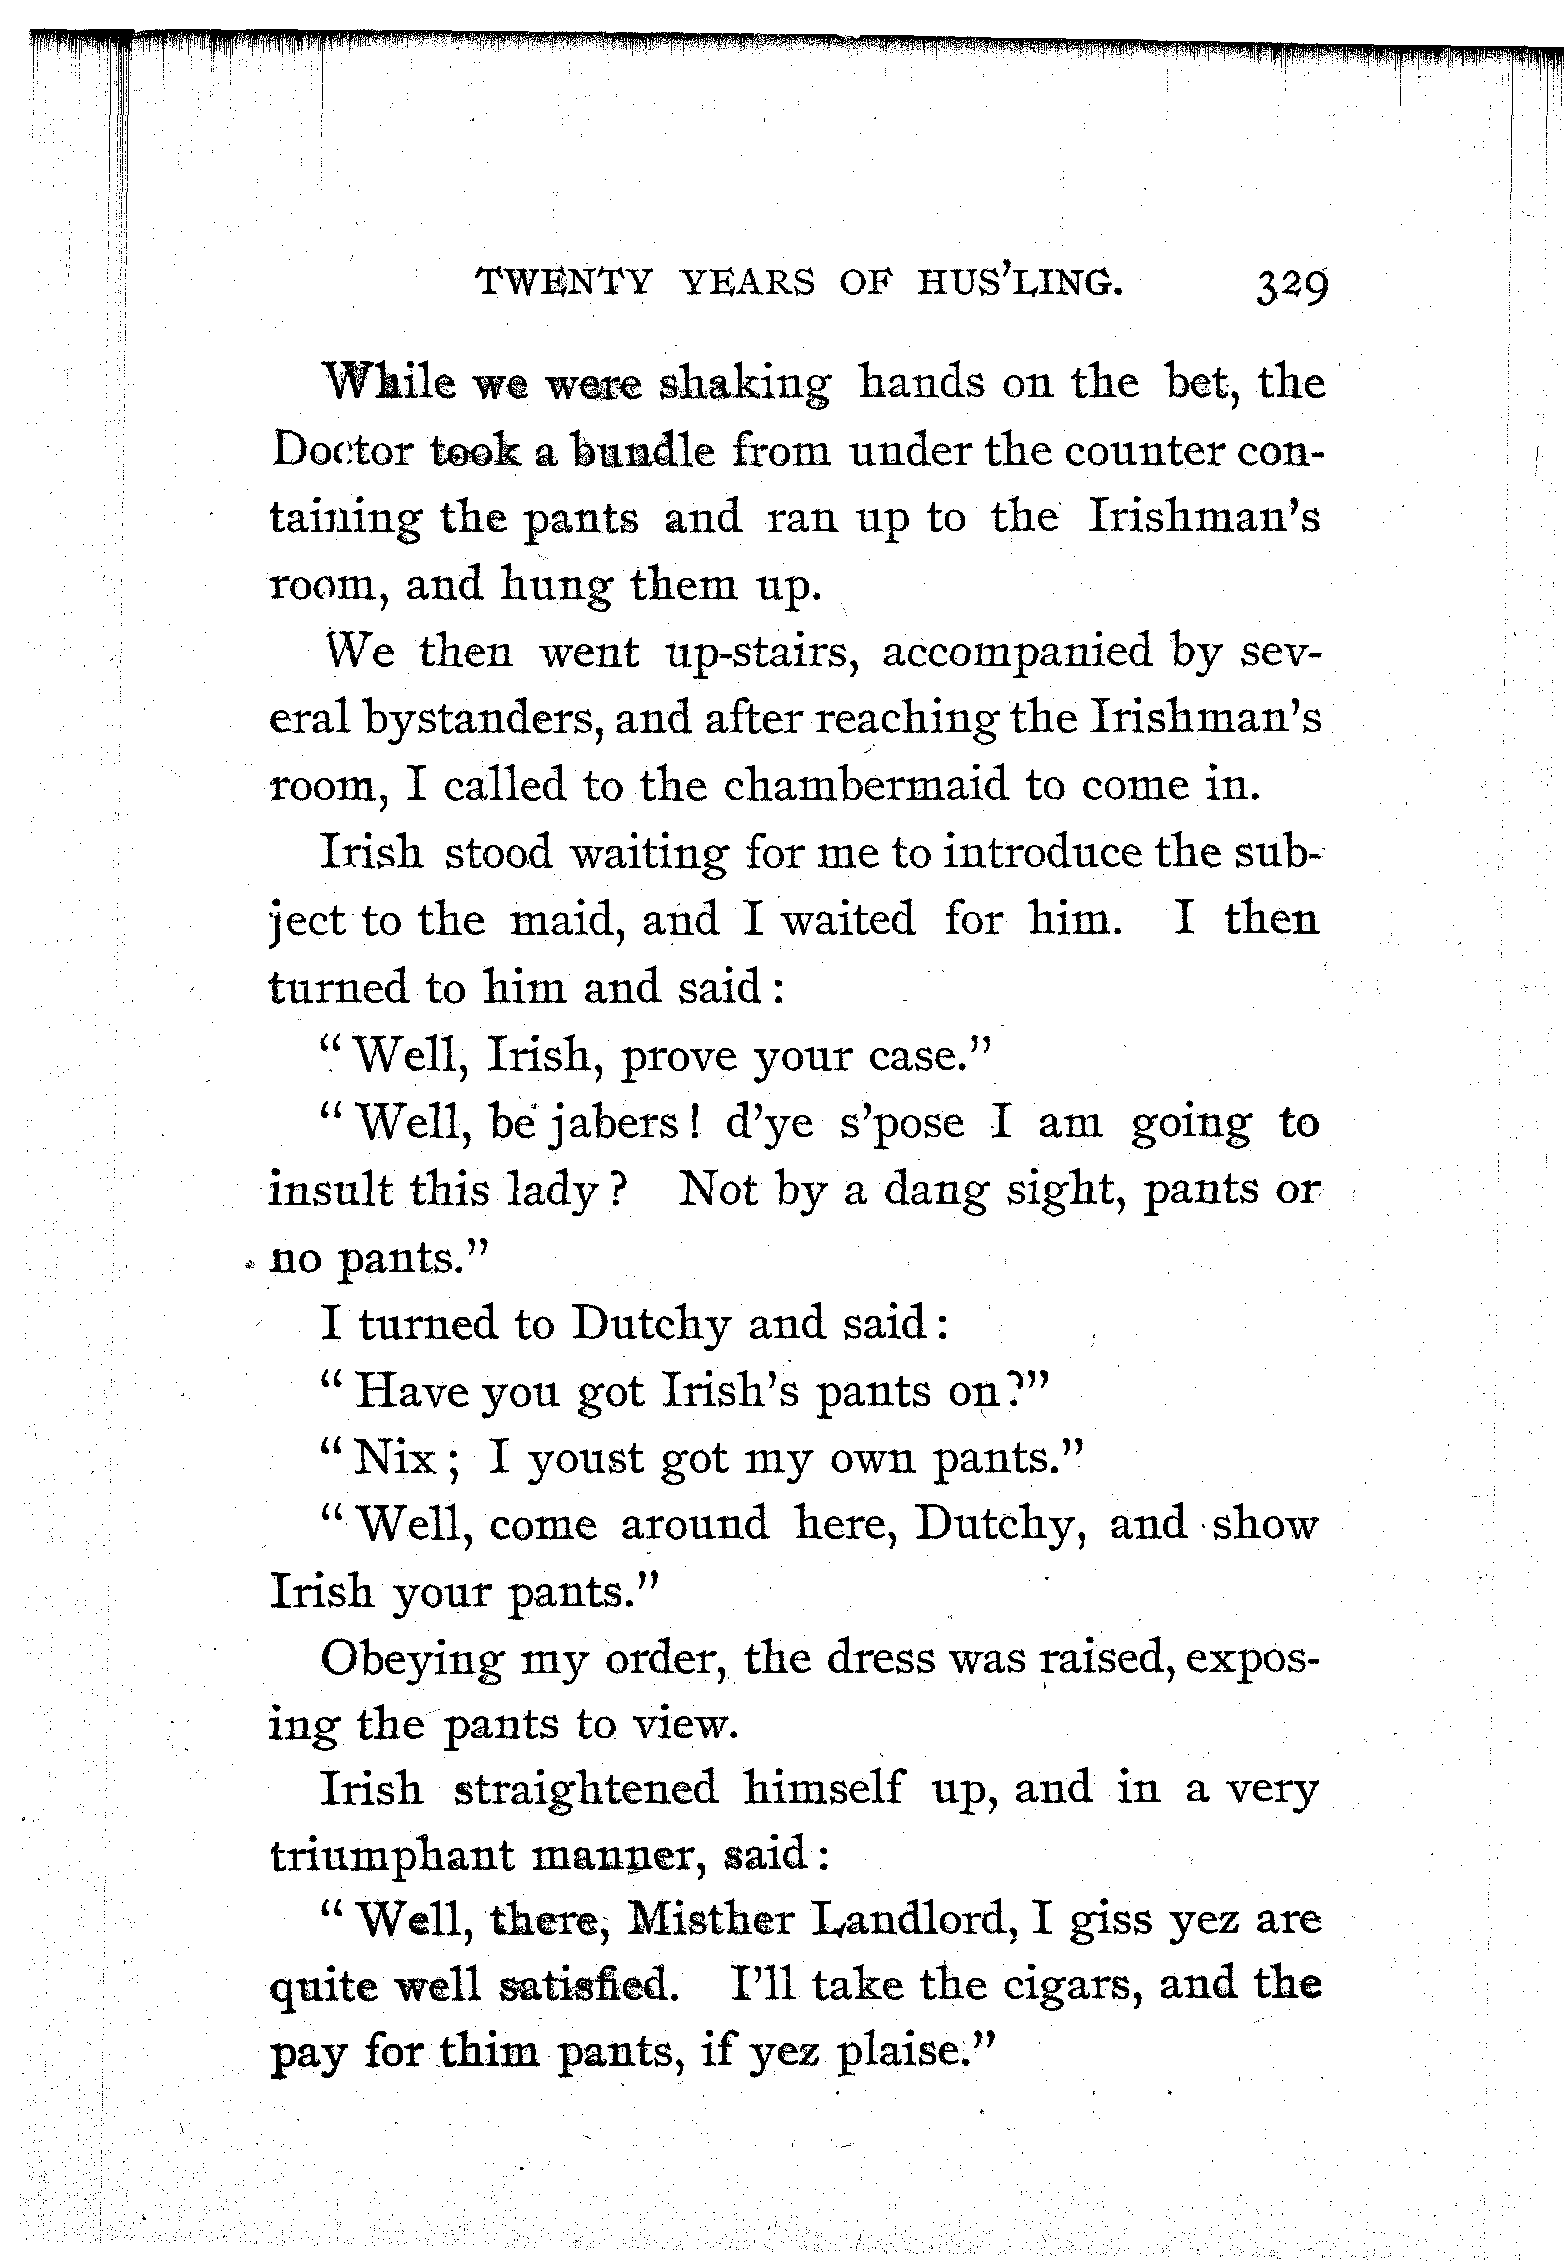 TWENTY YEARS OF HUS'LING. 329
While we were shaking hands on the bet, the
Doctor took a bundle from under the counter con-
taining the pants and ran up to the Irishman's
room, and hung them up.
We then went up-stairs, accompanied by sev-
eral bystanders, and after reaching the Irishman's
room, I called to the chambermaid to come in.
Irish stood waiting for me to introduce the sub-
ject to the maid, and I waited for him. I then
turned to him and said:
"Well, Irish, prove your case."
"Well, be jabers! d'ye s'pose I am going to
insult this lady? Not by a dang sight, pants or
no pants."
I turned to Dutchy and said:
"Have you got Irish's pants on?"
"Nix; I youst got my own pants."
"Well, come around here, Dutchy, and show
Irish your pants."
Obeying my order, the dress was raised, expos-
ing the pants to view.
Irish straightened himself up, and in a very
triumphant manner, said:
"Well, there, Misther Landlord, I giss yez are
quite well satisfied. I'll take the cigars, and the
pay for thim pants, if yez plaise."